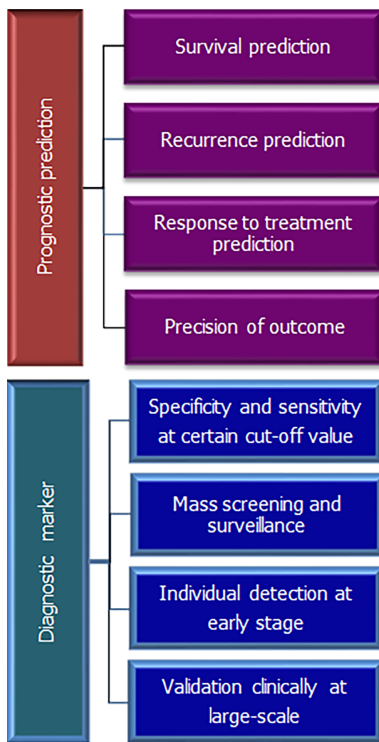 Prognostic prediction
Survival prediction
Recurrence prediction
Response to treatment
prediction
Precision of outcome
Diagnostic marker
Specificity and sensitivity
at certain cut-off value
Mass screening and
surveillance
Individual detection at
early stage
Validation clinically at
large-scale